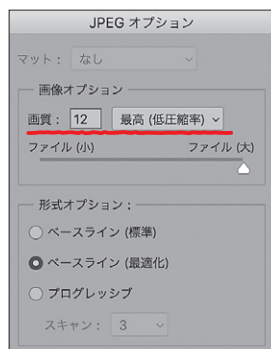 JPEG オプション
マット： なし
画像オプション
画質： 12 最高 (低圧縮率)
ファイル (小) ファイル (大)
形式オプション：
ベースライン (標準)
ベースライン (最適化)
プログレッシブ
スキャン： 3